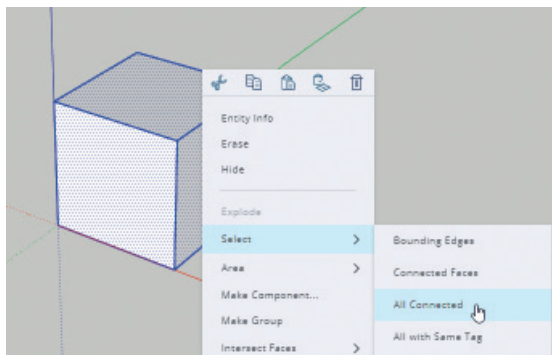 Entity Info
Erase
Hide
Explode
Select
Bounding Edges
Area
Connected Faces
Make Component...
All Connected
Make Group
All with Same Tag
Intersect Faces